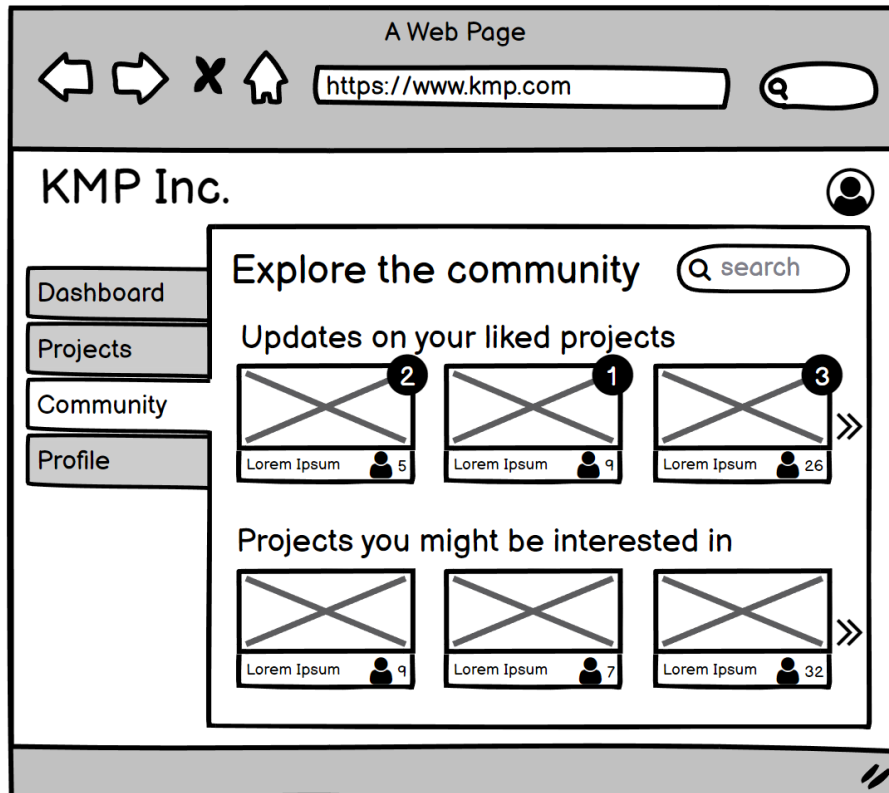 A Web Page
https://www.kmp.com
KMP Inc.
Explore the community
search
Dashboard
Projects
Community
Profile
Updates on your liked projects
2
1
3
Lorem Ipsum 5
Lorem Ipsum 9
Lorem Ipsum 26
Projects you might be interested in
Lorem Ipsum 9
Lorem Ipsum 7
Lorem Ipsum 32